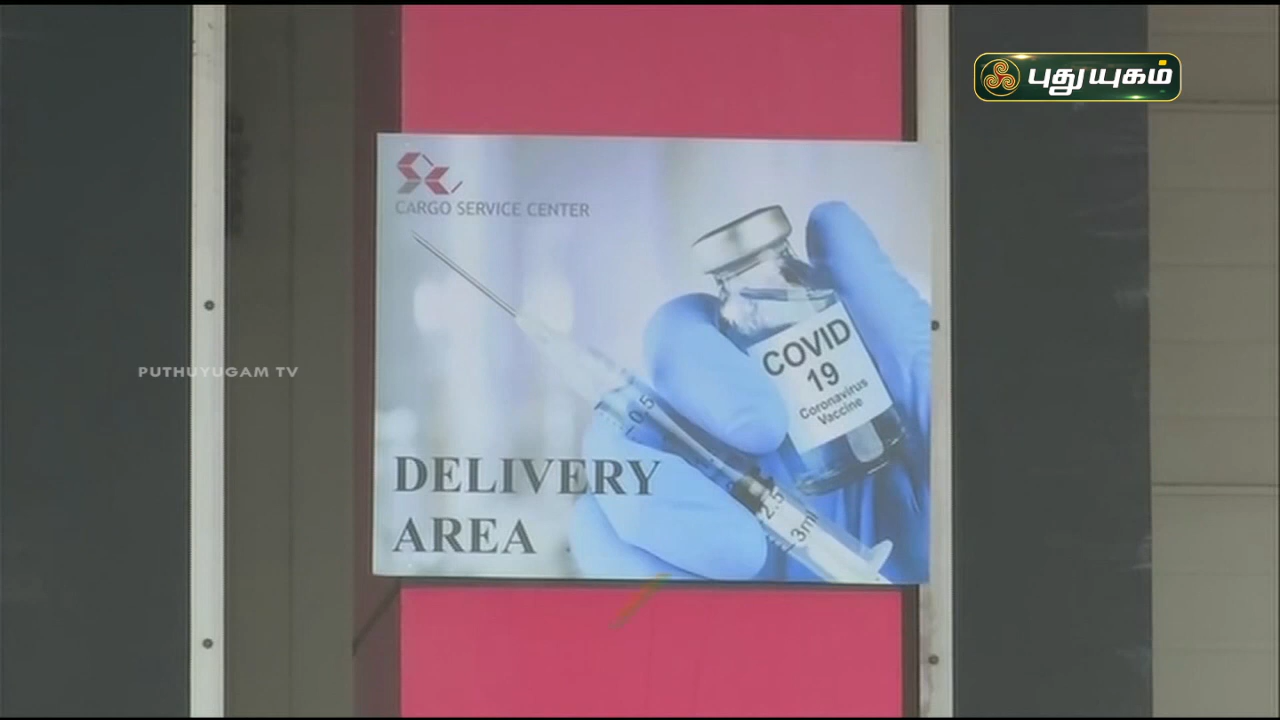 புதுயுகம்
CARGO SERVICE CENTER
COVID
19
Coronavirus
Vaccine
PUTHUYUGAM TV
0.5
DELIVERY
AREA
2.5
3ml